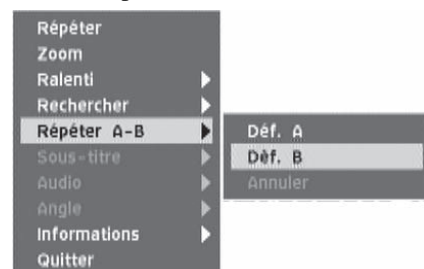 Répéter
Zoom
Ralenti
Rechercher
Répéter A-B
Sous-titre
Audio
Angle
Informations
Quitter
Déf. A
Déf. B
Annuler